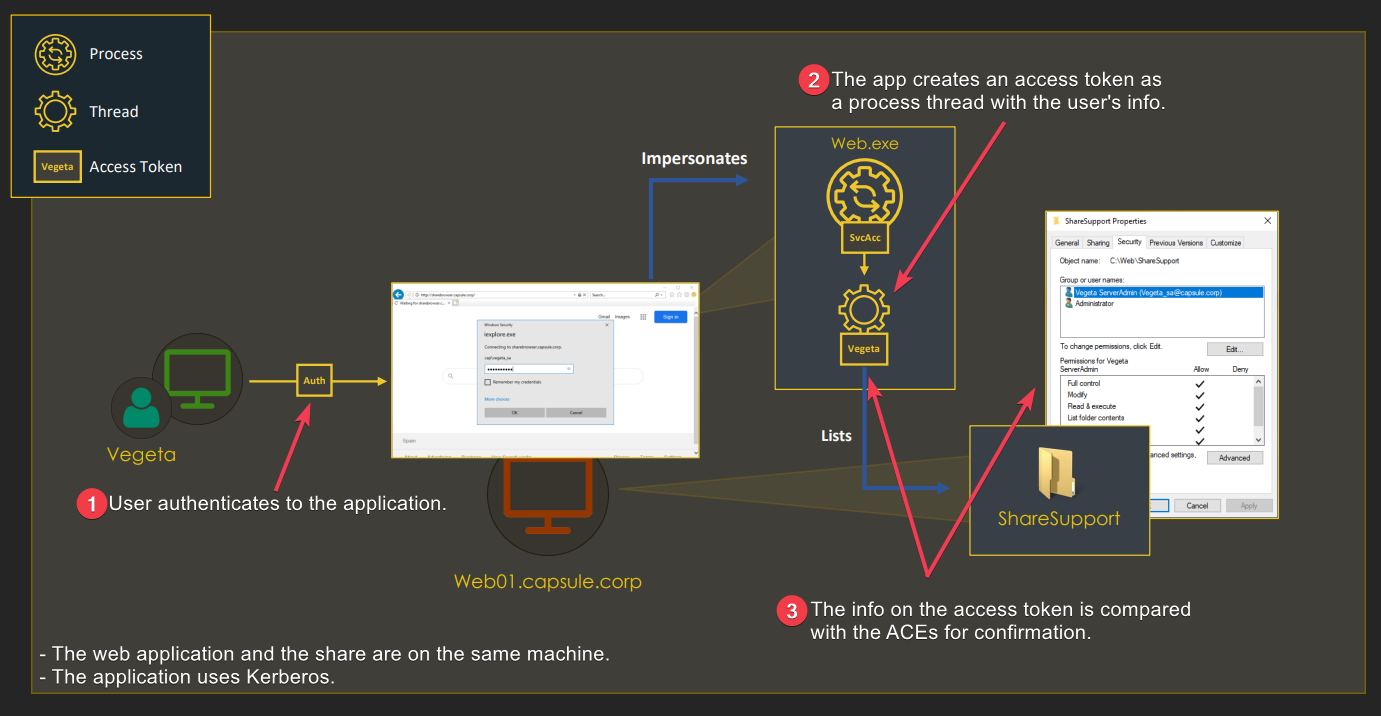 Process
Thread
Vegeta
Access Token
2
The app creates an access token as
a process thread with the user's info.
Impersonates
Web.exe
SvcAcc
Vegeta
Lists
ShareSupport Properties
General Sharing Security Previous Versions Customize
Object name: C:\Web\ShareSupport
Group or user names:
Vegeta ServerAdmin (Vegeta_sa@capsule.corp)
Administrator
To change permissions, click Edit.
Edit...
Permissions for Vegeta
ServerAdmin
Allow Deny
Full control
Modify
Read & execute
List folder contents
anced settings,
Advanced
Cancel
Apply
ShareSupport
http://sharebrowser.capsule.corp/
Search...
Gmail Images
Sign in
Windows Security
iexplore.exe
Connecting to sharebrowser.capsule.corp.
cap\vegeta_sa
Remember my credentials
More choices
OK
Cancel
Spain
Auth
Vegeta
1
User authenticates to the application.
Web01.capsule.corp
3
The info on the access token is compared
with the ACEs for confirmation.
- The web application and the share are on the same machine.
- The application uses Kerberos.